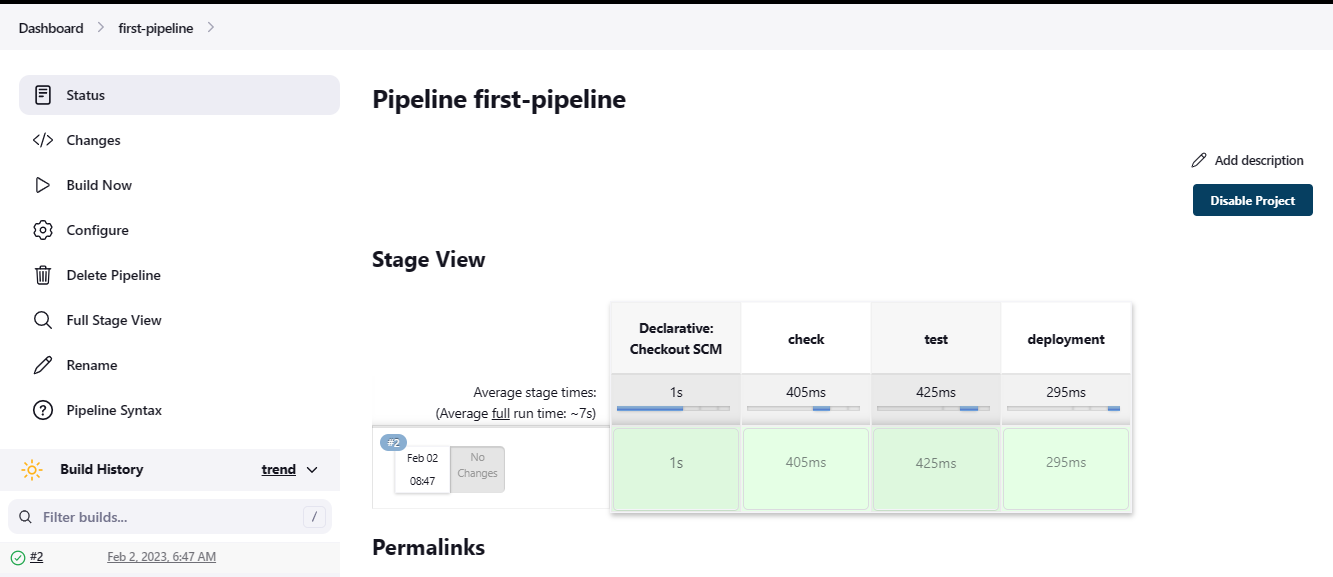 Dashboard first-pipeline
Status
Changes
Build Now
Configure
Delete Pipeline
Full Stage View
Rename
Pipeline Syntax
Build History trend
Filter builds... /
#2 Feb 2, 2023, 6:47 AM
Pipeline first-pipeline
Add description
Disable Project
Stage View
Declarative:
Checkout SCM
check
test
deployment
Average stage times:
(Average full run time: ~7s)
1s 405ms 425ms 295ms
#2
Feb 02
08:47
No
Changes
1s 405ms 425ms 295ms
Permalinks